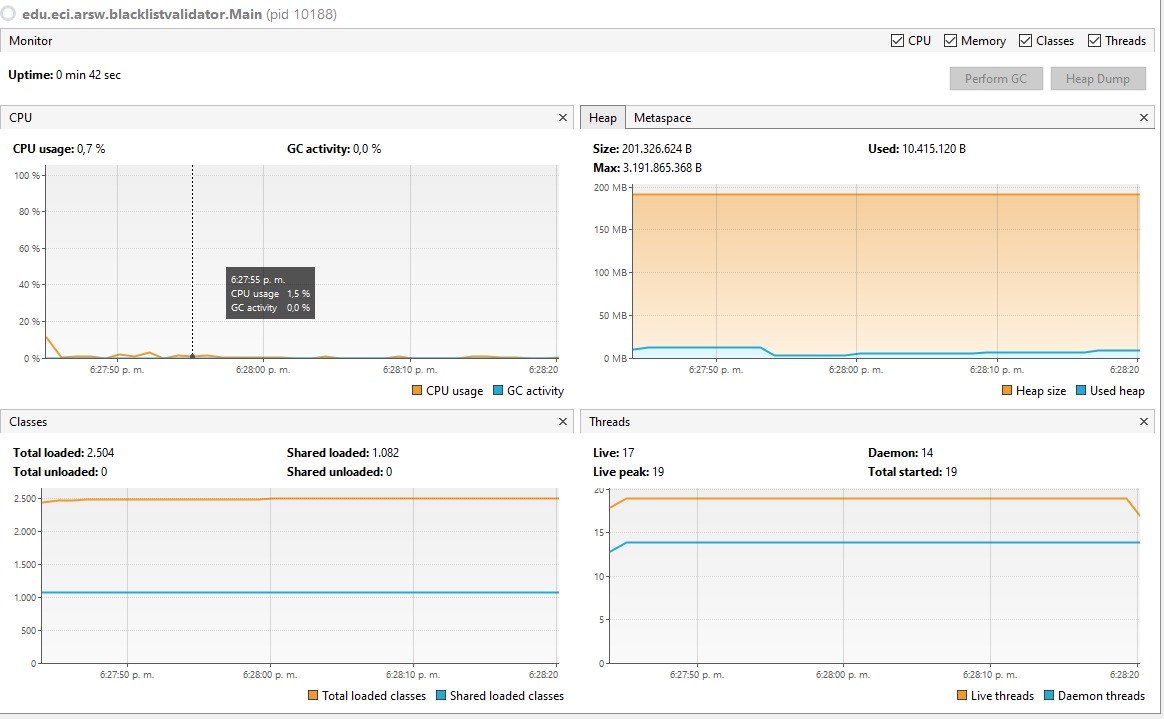 edu.eci.arsw.blacklistvalidator.Main (pid 10188)
Monitor
CPU Memory Classes Threads
Uptime: 0 min 42 sec
Perform GC Heap Dump
CPU
CPU usage: 0,7 % GC activity: 0,0 %
100 %
80 %
60 %
40 %
20 %
0 %
6:27:55 p. m.
CPU usage 1,5 %
GC activity 0,0 %
6:27:50 p. m. 6:28:00 p. m. 6:28:10 p. m. 6:28:20
CPU usage GC activity
Heap Metaspace
Size: 201.326.624 B Used: 10.415.120 B
Max: 3.191.865.368 B
200 MB
150 MB
100 MB
50 MB
0 MB
6:27:50 p. m. 6:28:00 p. m. 6:28:10 p. m. 6:28:20
Heap size Used heap
Classes
Total loaded: 2.504 Shared loaded: 1.082
Total unloaded: 0 Shared unloaded: 0
2.500
2.000
1.500
1.000
500
0
6:27:50 p. m. 6:28:00 p. m. 6:28:10 p. m. 6:28:20
Total loaded classes Shared loaded classes
Threads
Live: 17 Daemon: 14
Live peak: 19 Total started: 19
20
15
10
5
0
6:27:50 p. m. 6:28:00 p. m. 6:28:10 p. m. 6:28:20
Live threads Daemon threads